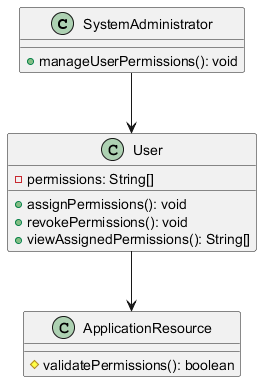 C SystemAdministrator
manageUserPermissions(): void
C User
permissions: String[]
assignPermissions(): void
revokePermissions(): void
viewAssignedPermissions(): String[]
C ApplicationResource
validatePermissions(): boolean